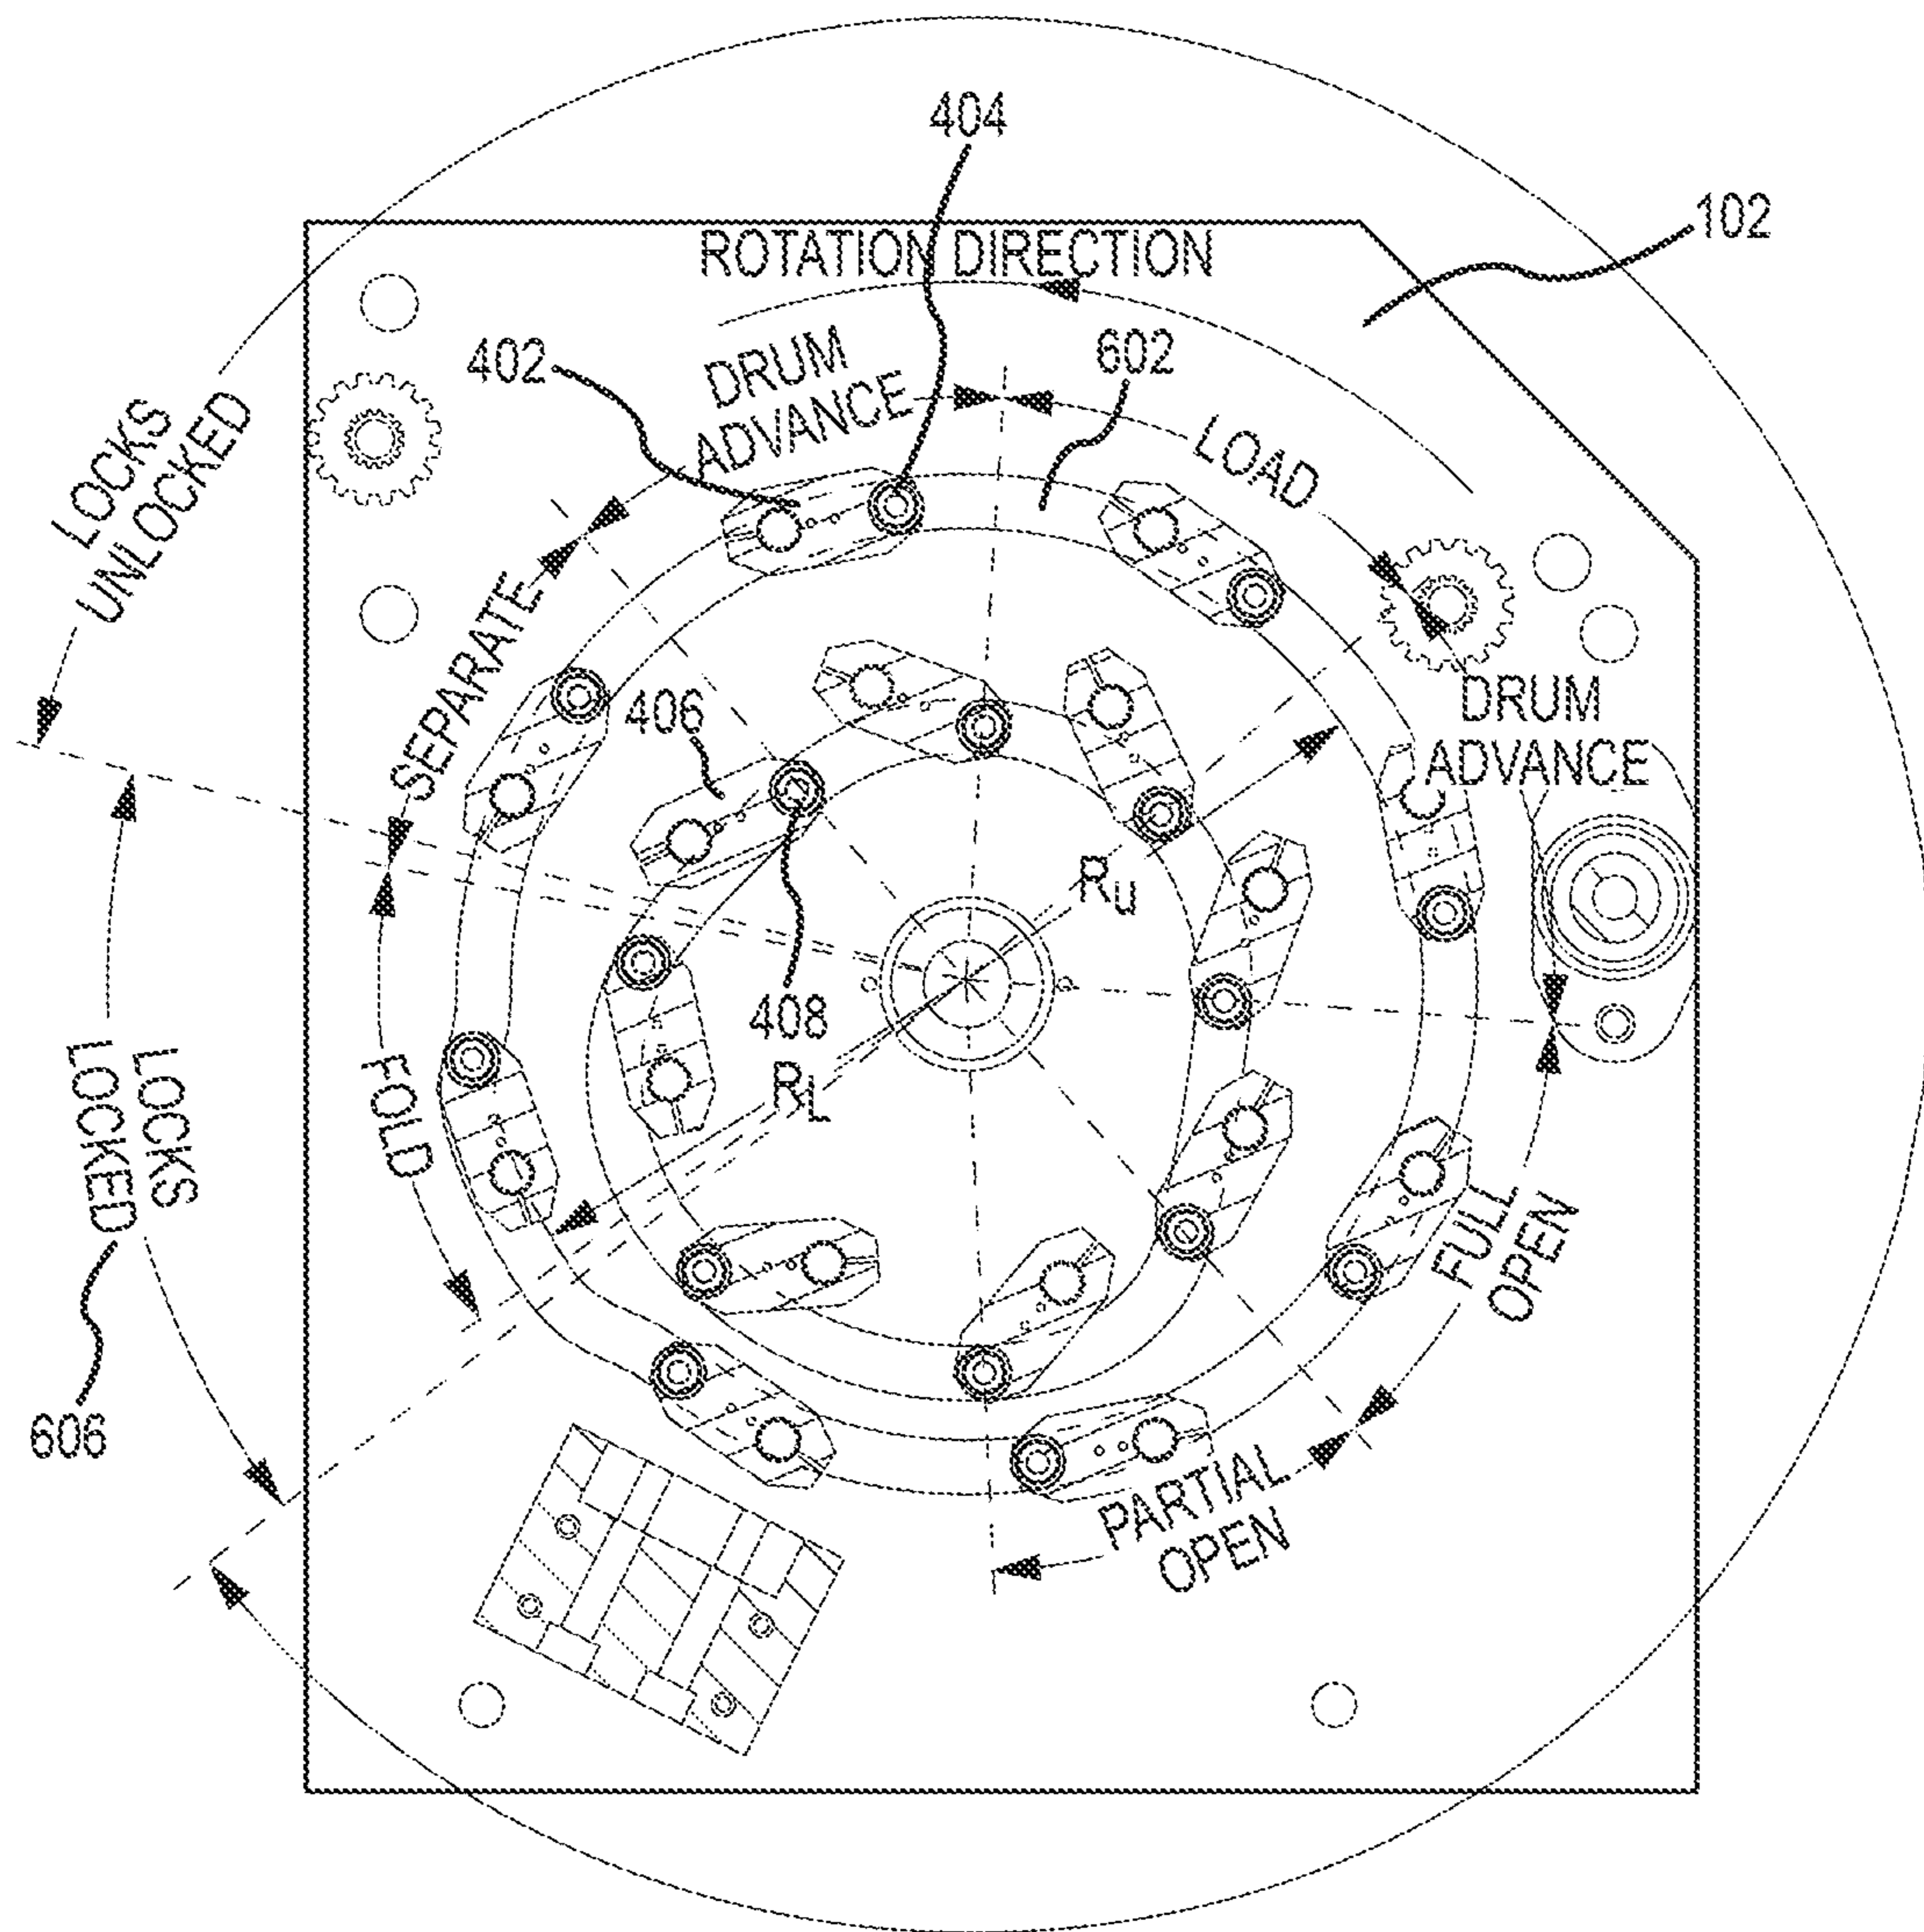 404
102
ROTATION DIRECTION
402
DRUM
ADVANCE
602
LOAD
LOCKS
UNLOCKED
SEPARATE
406
DRUM
ADVANCE
RU
408
RL
FOLD
LOCKS
LOCKED
FULL
OPEN
606
PARTIAL
OPEN